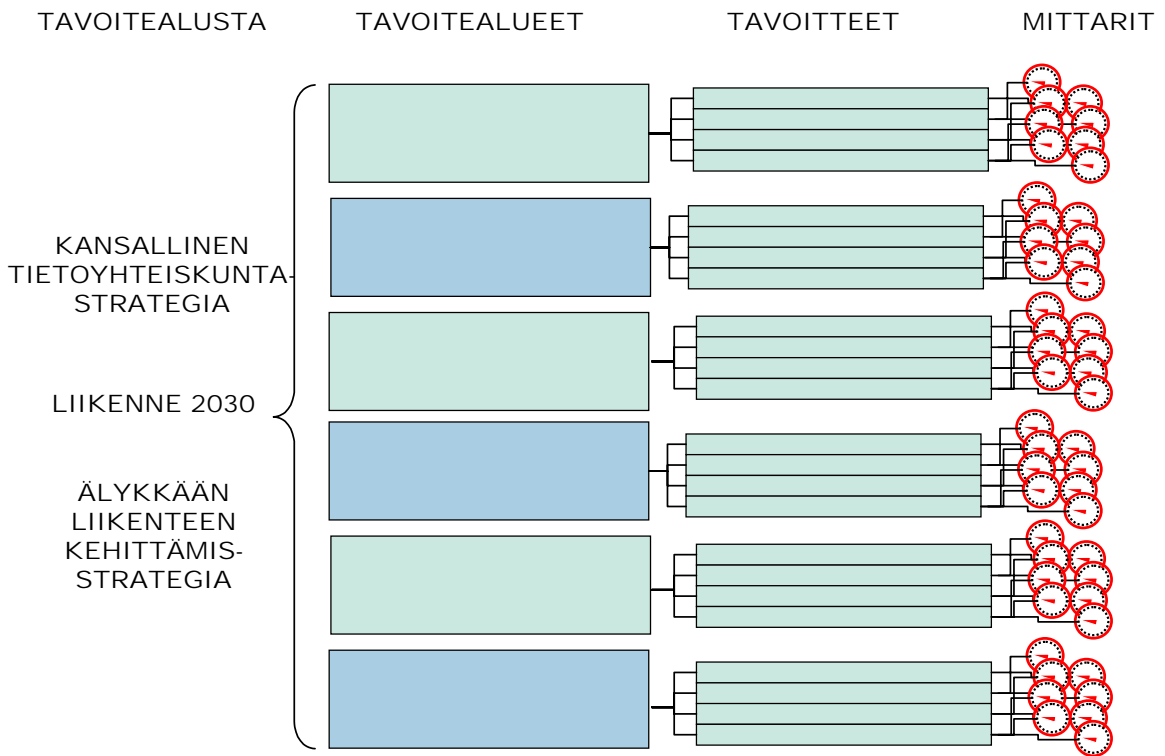 TAVOITEALUSTA TAVOITEALUEET TAVOITTEET MITTARIT
KANSALLINEN
TIETOYHTEISKUNTA-
STRATEGIA
LIIKENNE 2030
ÄLYKKÄÄN
LIIKENTEEN
KEHITTÄMIS-
STRATEGIA